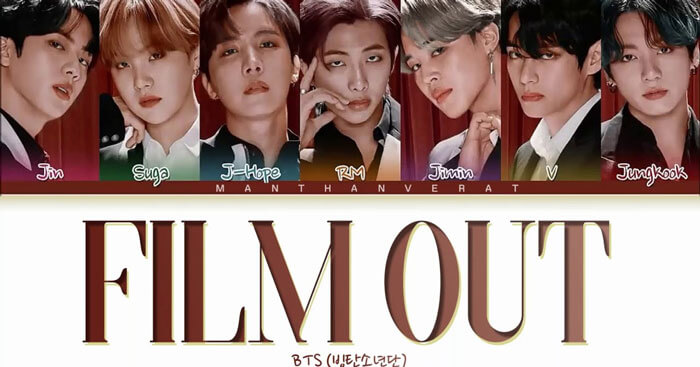 Jin Suga J-Hope RM Jimin V Jungkook
MANTHANVERAT
FILM OUT
BTS (방탄소년단)